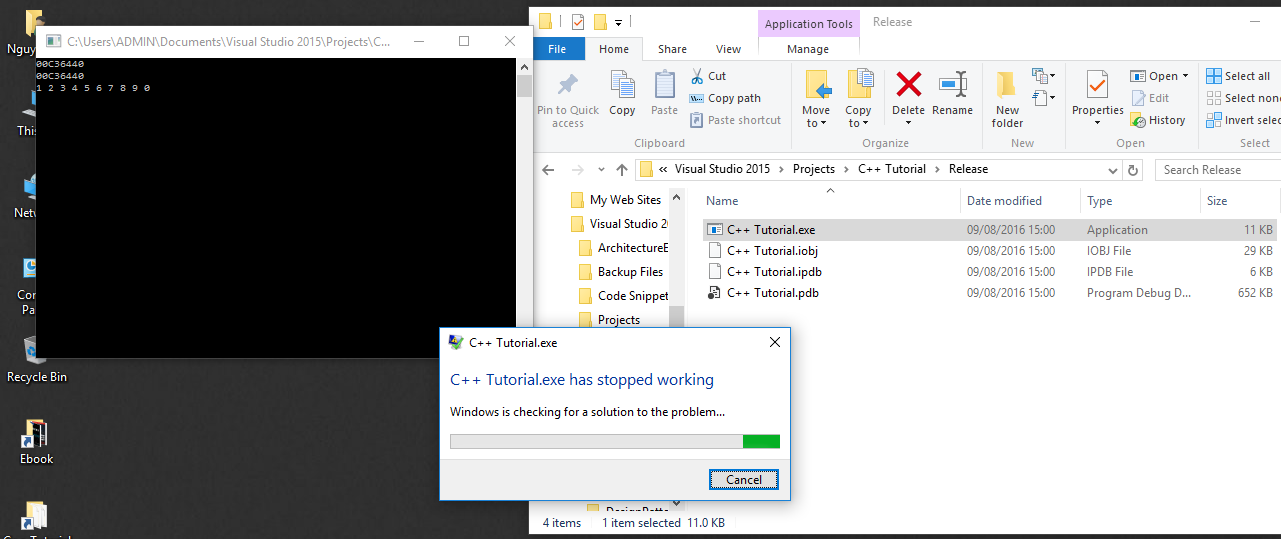 Application Tools
Release
File
Home
Share
View
Manage
Pin to Quick access
Copy
Paste
Cut
Copy path
Paste shortcut
Clipboard
Move to
Copy to
Delete
Rename
Organize
New folder
New
Properties
Open
Edit
History
Open
Select all
Select none
Invert selec
Select
« Visual Studio 2015 > Projects > C++ Tutorial > Release
Search Release
My Web Sites
Visual Studio 20
ArchitectureE
Backup Files
Code Snippet
Projects
Name Date modified Type Size
C++ Tutorial.exe 09/08/2016 15:00 Application 11 KB
C++ Tutorial.iobj 09/08/2016 15:00 IOBJ File 29 KB
C++ Tutorial.ipdb 09/08/2016 15:00 IPDB File 6 KB
C++ Tutorial.pdb 09/08/2016 15:00 Program Debug D... 652 KB
4 items 1 item selected 11.0 KB
C:\Users\ADMIN\Documents\Visual Studio 2015\Projects\C...
00C36440
00C36440
1 2 3 4 5 6 7 8 9 0
C++ Tutorial.exe
C++ Tutorial.exe has stopped working
Windows is checking for a solution to the problem...
Cancel
Nguy
This
Netw
Con
Pa
Recycle Bin
Ebook